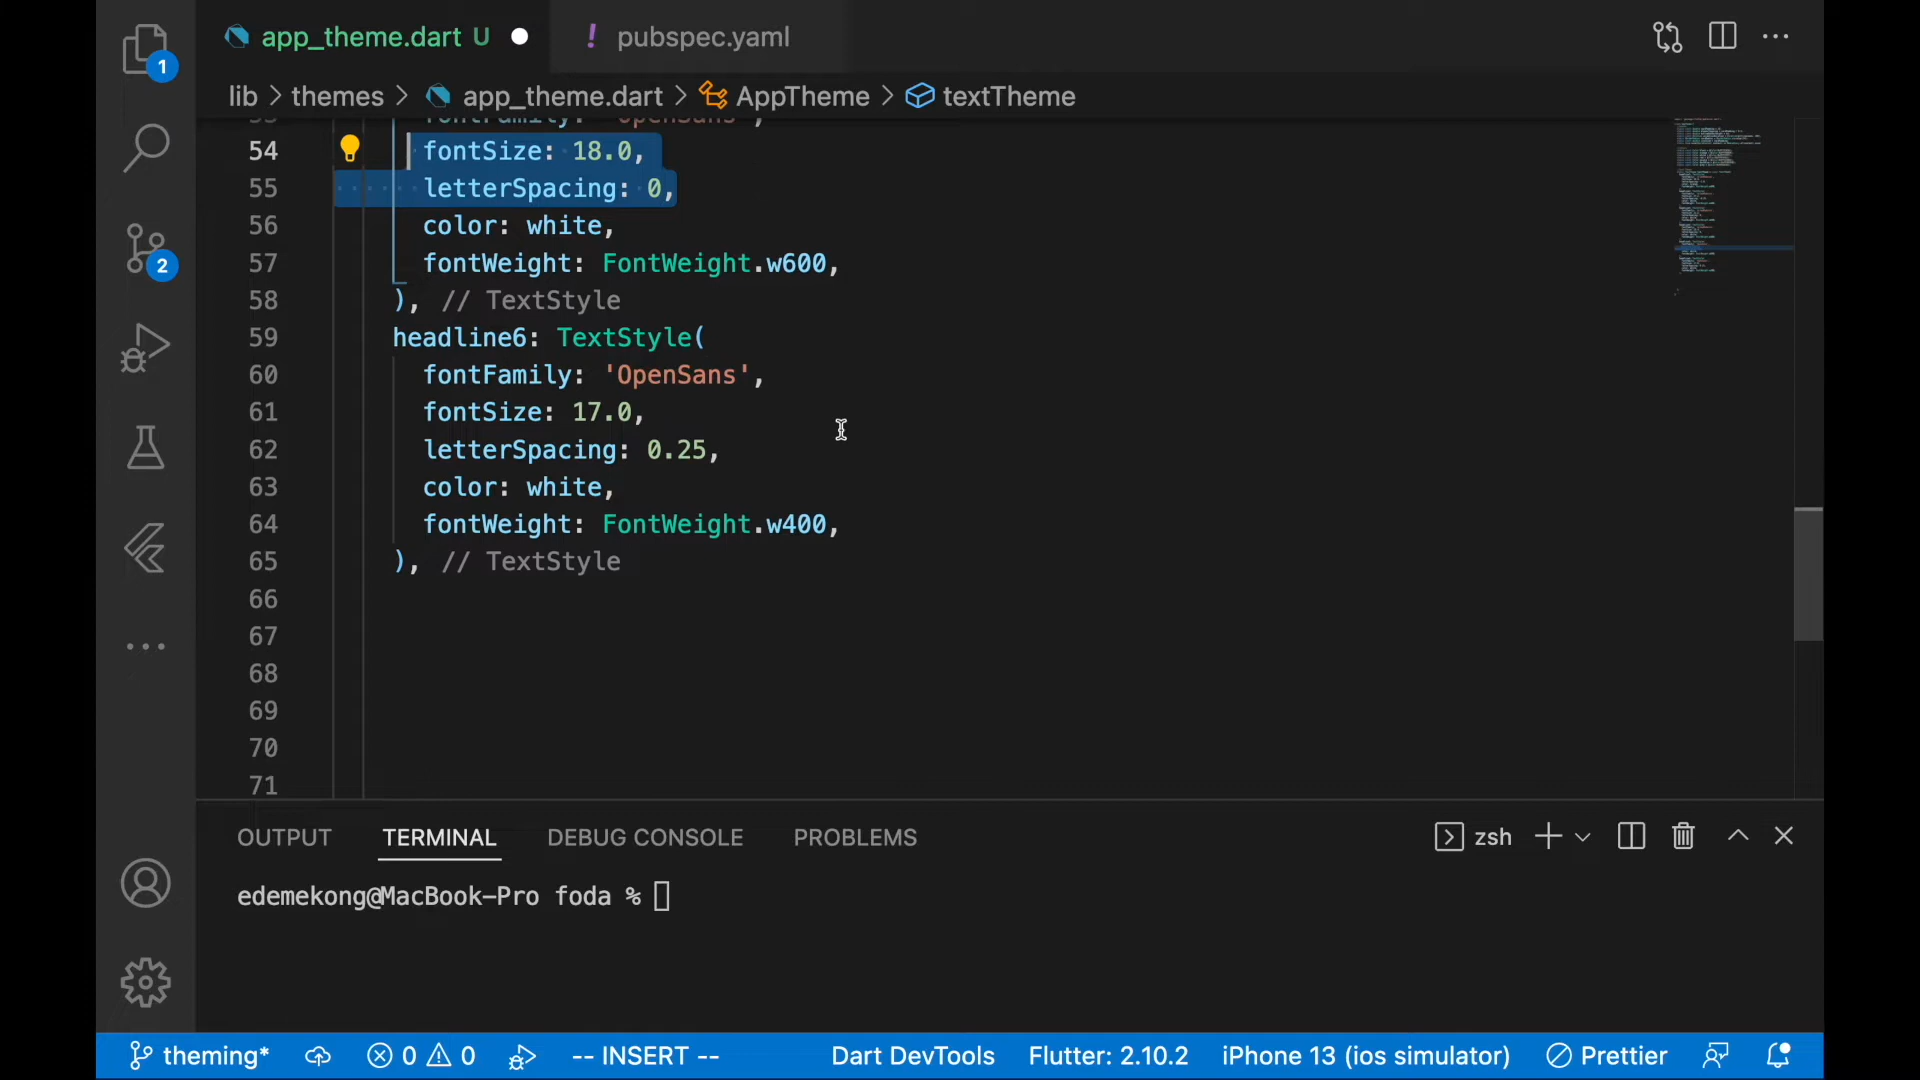 app_theme.dart U
! pubspec.yaml
lib > themes > app_theme.dart > AppTheme > textTheme
1
54 fontSize: 18.0,
55 letterSpacing: 0,
56 color: white,
57 fontWeight: FontWeight.w600,
58 ), // TextStyle
59 headline6: TextStyle(
60 fontFamily: 'OpenSans',
61 fontSize: 17.0,
62 letterSpacing: 0.25,
63 color: white,
64 fontWeight: FontWeight.w400,
65 ), // TextStyle
66
67
68
69
70
71
2
OUTPUT TERMINAL DEBUG CONSOLE PROBLEMS zsh
edemekong@MacBook-Pro foda %
theming* 0 0 -- INSERT -- Dart DevTools Flutter: 2.10.2 iPhone 13 (ios simulator) Prettier